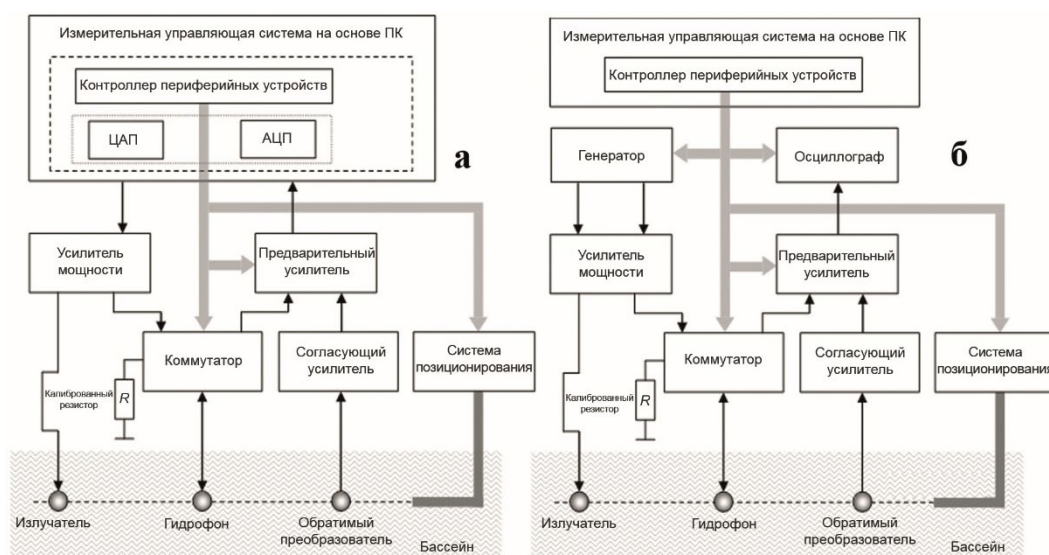 Измерительная управляющая система на основе ПК
Контроллер периферийных устройств
ЦАП
АЦП
а
Усилитель
мощности
Предварительный
усилитель
Коммутатор
Согласующий
усилитель
Система
позиционирования
Калиброванный
резистор
R
Излучатель
Гидрофон
Обратимый
преобразователь
Бассейн
Измерительная управляющая система на основе ПК
Контроллер периферийных устройств
Генератор
Осциллограф
б
Усилитель
мощности
Предварительный
усилитель
Коммутатор
Согласующий
усилитель
Система
позиционирования
Калиброванный
резистор
R
Излучатель
Гидрофон
Обратимый
преобразователь
Бассейн